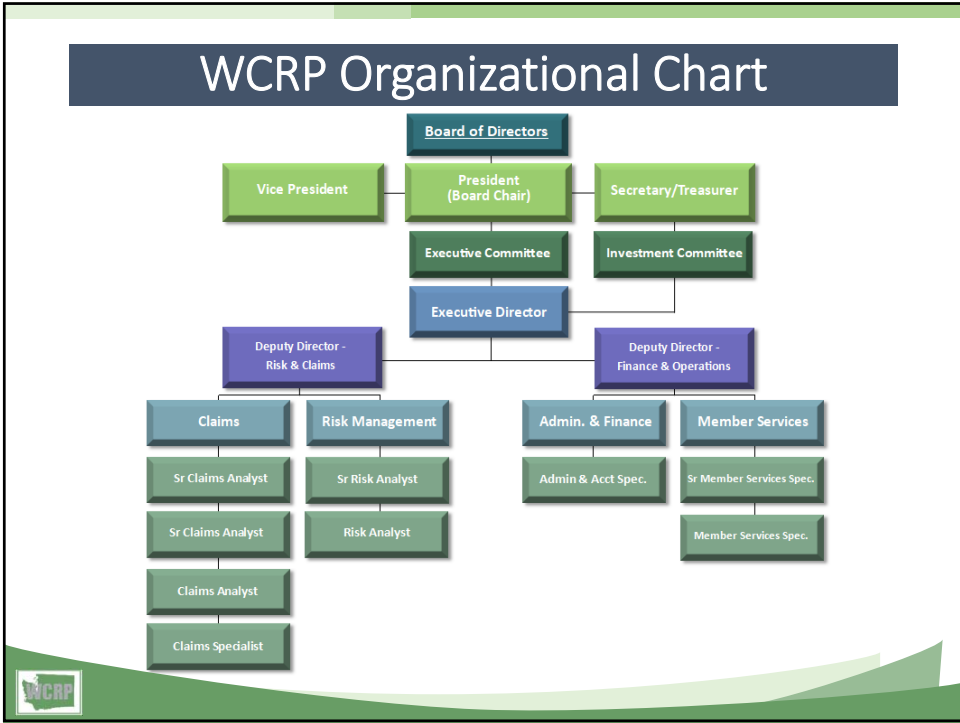 WCRP Organizational Chart
Board of Directors
Vice President
President
(Board Chair)
Secretary/Treasurer
Executive Committee
Investment Committee
Executive Director
Deputy Director -
Risk & Claims
Deputy Director -
Finance & Operations
Claims
Risk Management
Admin. & Finance
Member Services
Sr Claims Analyst
Sr Risk Analyst
Admin & Acct Spec.
Sr Member Services Spec.
Sr Claims Analyst
Risk Analyst
Member Services Spec.
Claims Analyst
Claims Specialist
WCRP